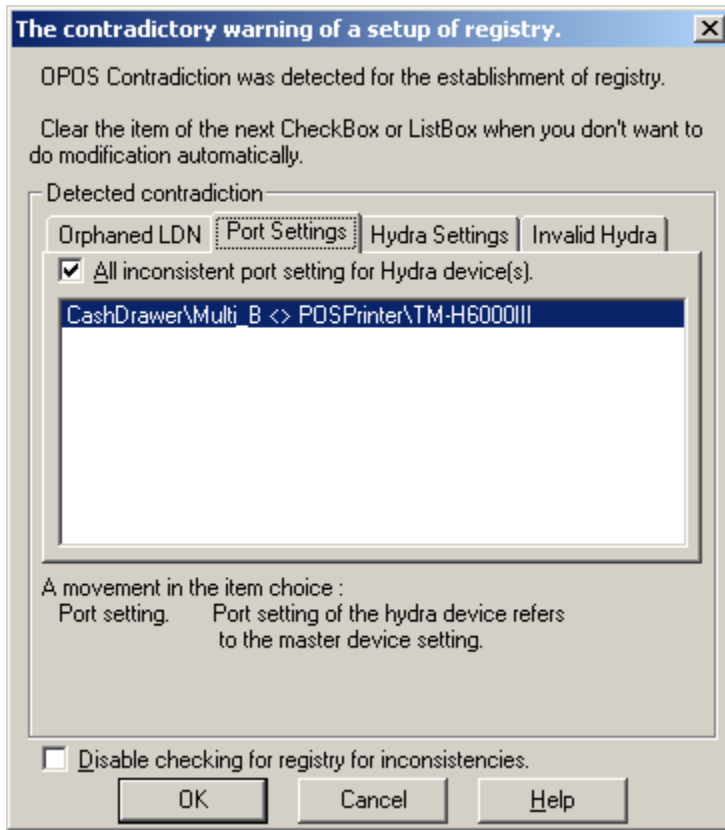 The contradictory warning of a setup of registry.
OPOS Contradiction was detected for the establishment of registry.
Clear the item of the next CheckBox or ListBox when you don't want to
do modification automatically.
Detected contradiction
Orphaned LDN Port Settings Hydra Settings Invalid Hydra
All inconsistent port setting for Hydra device(s).
CashDrawer\Multi_B <> POSPrinter\TM-H6000III
A movement in the item choice :
Port setting. Port setting of the hydra device refers
to the master device setting.
Disable checking for registry for inconsistencies.
OK Cancel Help